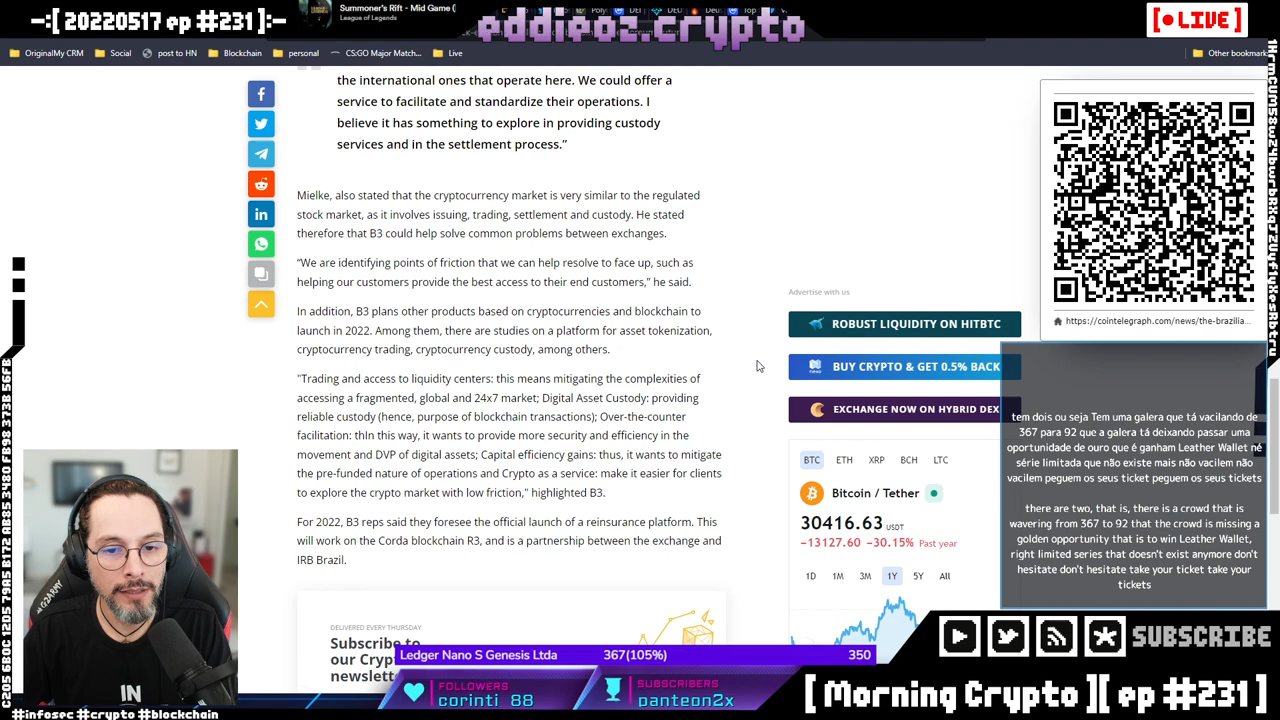 -:[ 20220517 ep #231]:-
Summoner's Rift - Mid Game (
League of Legends
eddieoz.crypto
[● LIVE]
OriginalMy CRM
Social
post to HN
Blockchain
personal
CS:GO Major Match...
Live
Other bookmark
the international ones that operate here. We could offer a
service to facilitate and standardize their operations. I
believe it has something to explore in providing custody
services and in the settlement process.”
Mielke, also stated that the cryptocurrency market is very similar to the regulated
stock market, as it involves issuing, trading, settlement and custody. He stated
therefore that B3 could help solve common problems between exchanges.
“We are identifying points of friction that we can help resolve to face up, such as
helping our customers provide the best access to their end customers,” he said.
In addition, B3 plans other products based on cryptocurrencies and blockchain to
launch in 2022. Among them, there are studies on a platform for asset tokenization,
cryptocurrency trading, cryptocurrency custody, among others.
"Trading and access to liquidity centers: this means mitigating the complexities of
accessing a fragmented, global and 24x7 market; Digital Asset Custody: providing
reliable custody (hence, purpose of blockchain transactions); Over-the-counter
facilitation: thIn this way, it wants to provide more security and efficiency in the
movement and DVP of digital assets; Capital efficiency gains: thus, it wants to mitigate
the pre-funded nature of operations and Crypto as a service: make it easier for clients
to explore the crypto market with low friction," highlighted B3.
For 2022, B3 reps said they foresee the official launch of a reinsurance platform. This
will work on the Corda blockchain R3, and is a partnership between the exchange and
IRB Brazil.
DELIVERED EVERY THURSDAY
Subscribe to
our Cryp
newslett
Advertise with us
ROBUST LIQUIDITY ON HITBTC
BUY CRYPTO & GET 0.5% BACK
EXCHANGE NOW ON HYBRID DEX
BTC
ETH
XRP
BCH
LTC
Bitcoin / Tether
30416.63 USDT
−13127.60 −30.15% Past year
1D
1M
3M
1Y
5Y
All
https://cointelegraph.com/news/the-brazilia...
tem dois ou seja Tem uma galera que tá vacilando de
367 para 92 que a galera tá deixando passar uma
oportunidade de ouro que é ganham Leather Wallet né
série limitada que não existe mais não vacilem não
vacilem peguem os seus ticket peguem os seus tickets
there are two, that is, there is a crowd that is
wavering from 367 to 92 that the crowd is missing a
golden opportunity that is to win Leather Wallet,
right limited series that doesn't exist anymore don't
hesitate don't hesitate take your ticket take your
tickets
Ledger Nano S Genesis Ltda
367(105%)
350
FOLLOWERS
corinti 88
SUBSCRIBERS
panteon2x
SUBSCRIBE
[ Morning Crypto ][ ep #231 ]
#infosec #crypto #blockchain
G2ARMY
IN